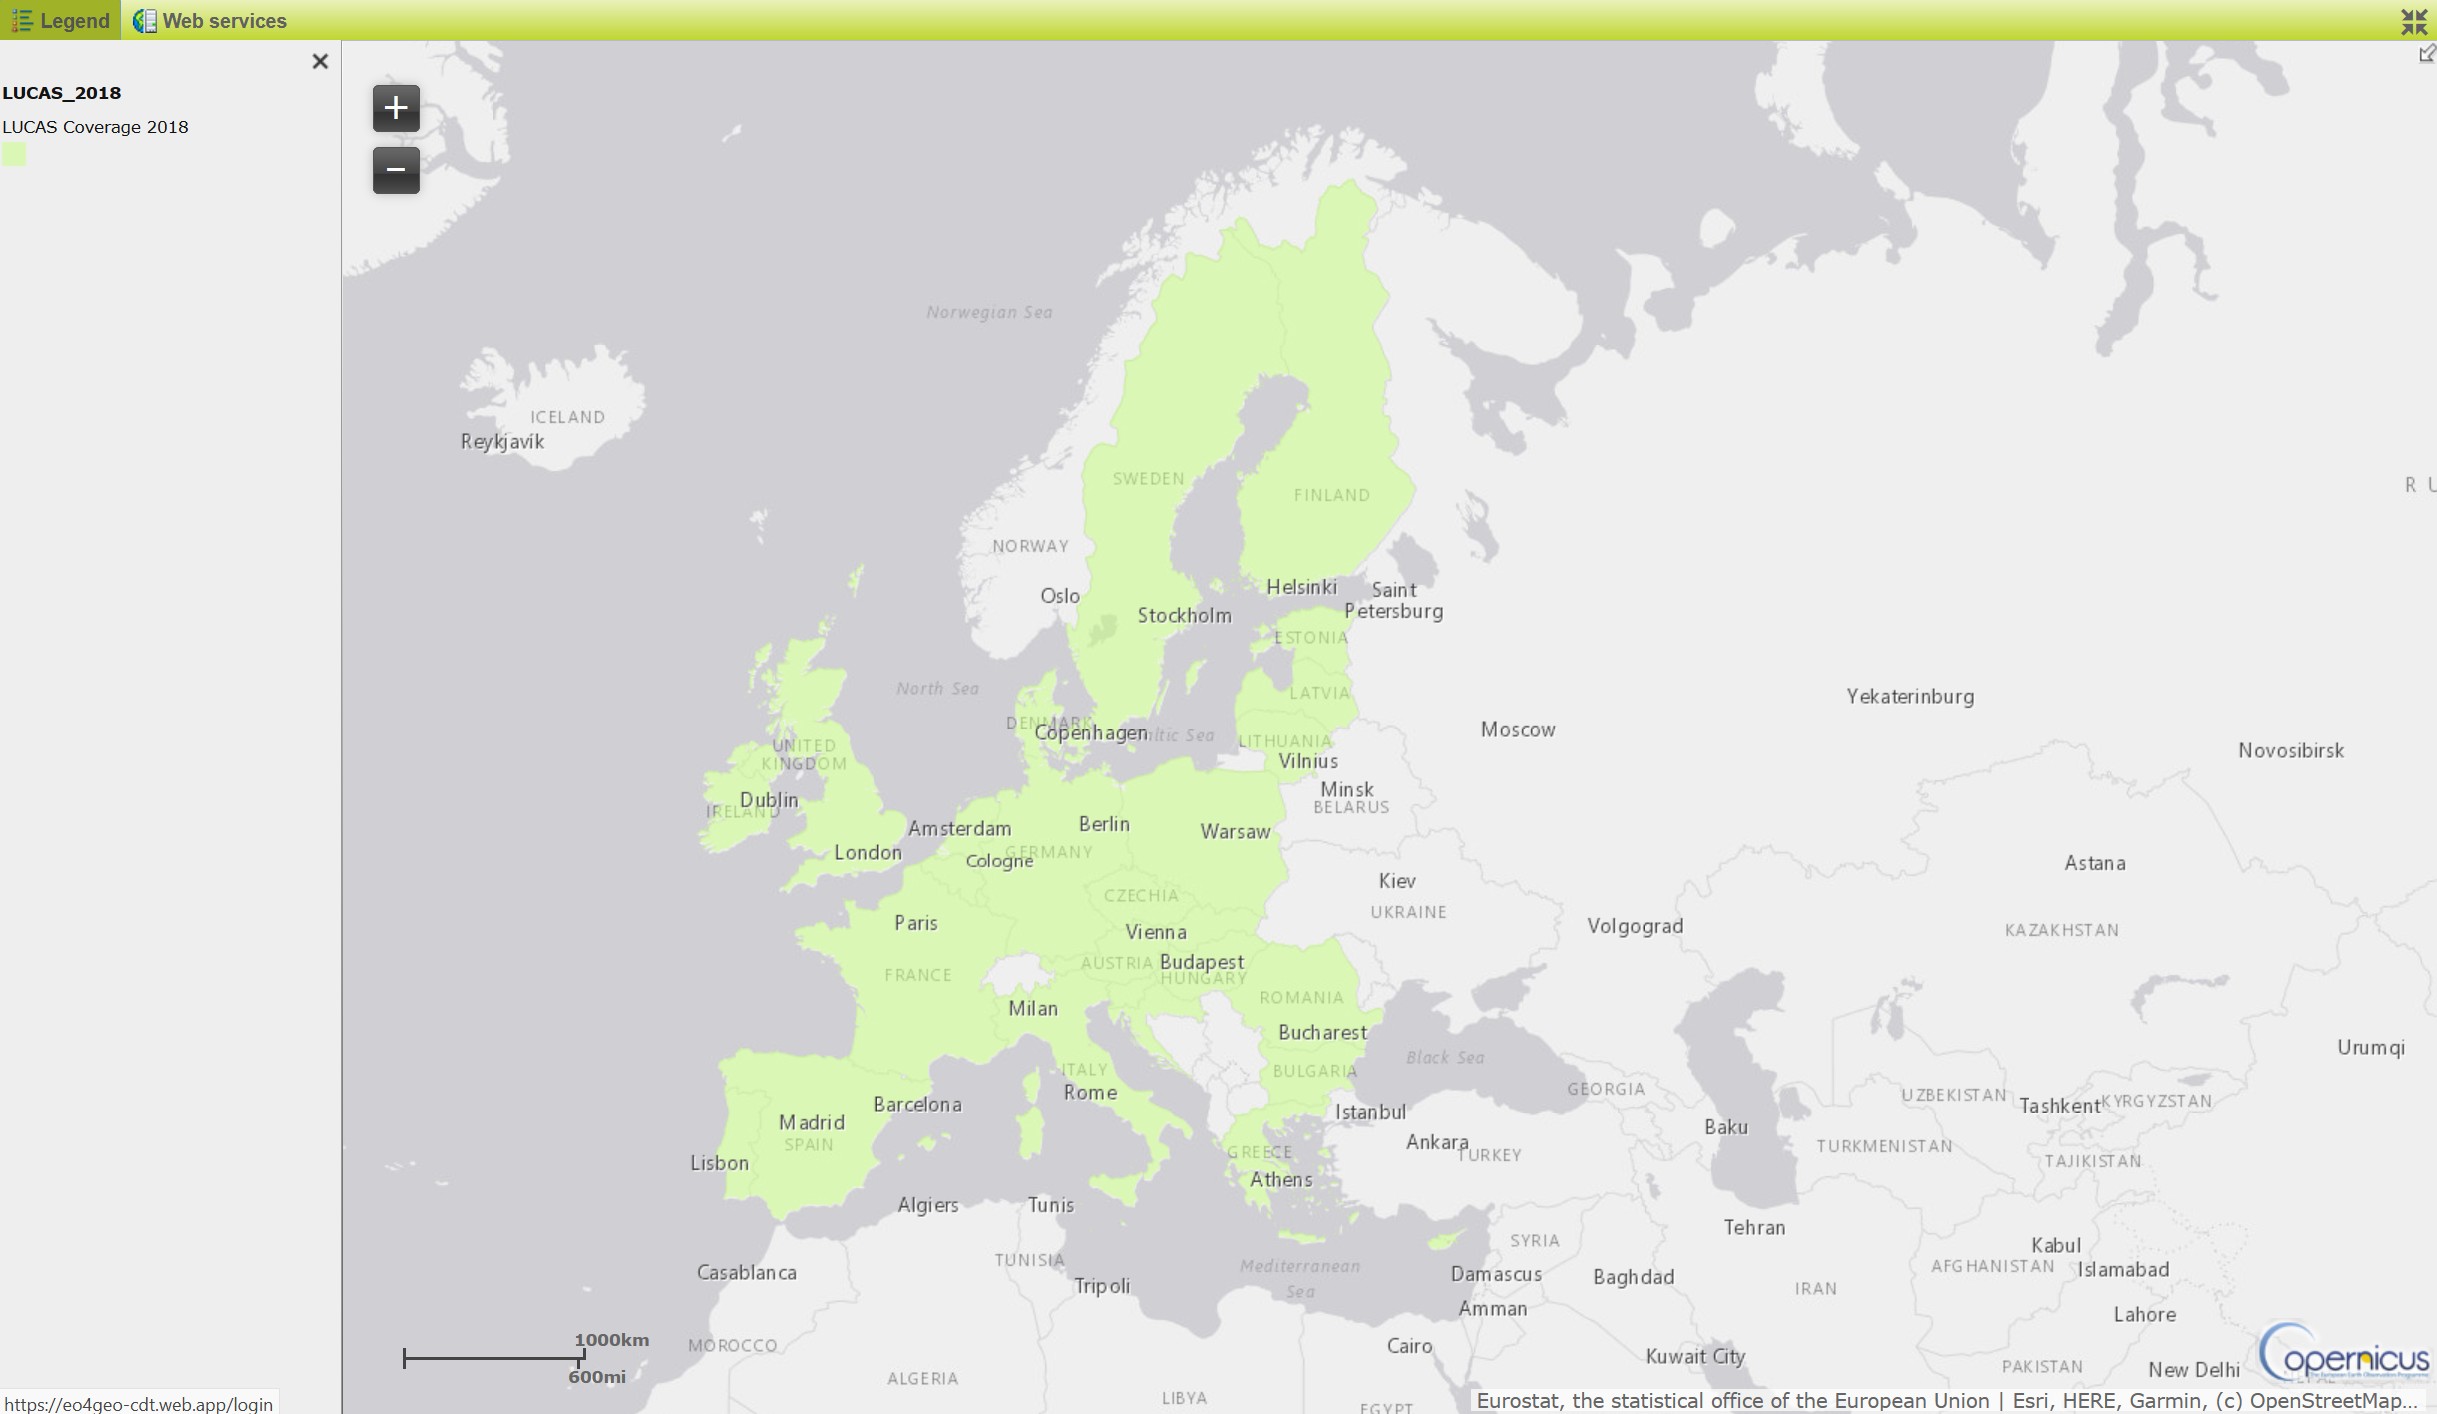 Legend
Web services
LUCAS_2018
LUCAS Coverage 2018
+
−
Norwegian Sea
ICELAND
Reykjavík
SWEDEN
FINLAND
R U
NORWAY
Oslo
Helsinki
Saint
Petersburg
Stockholm
ESTONIA
North Sea
LATVIA
Yekaterinburg
DENMARK
Copenhagen
altic Sea
Moscow
LITHUANIA
Vilnius
Novosibirsk
UNITED
KINGDOM
Minsk
BELARUS
Dublin
IRELAND
Amsterdam
Berlin
Warsaw
London
Cologne
GERMANY
Astana
Kiev
CZECHIA
UKRAINE
Paris
Vienna
Volgograd
KAZAKHSTAN
FRANCE
AUSTRIA
Budapest
HUNGARY
ROMANIA
Milan
Bucharest
Urumqi
Black Sea
ITALY
BULGARIA
Rome
GEORGIA
UZBEKISTAN
Tashkent
KYRGYZSTAN
Barcelona
Istanbul
Madrid
SPAIN
Baku
Ankara
TURKEY
TURKMENISTAN
GREECE
TAJIKISTAN
Lisbon
Athens
Algiers
Tunis
Tehran
SYRIA
Kabul
TUNISIA
Mediterranean
Sea
AFGHANISTAN
Islamabad
Casablanca
Tripoli
Damascus
Baghdad
IRAN
Amman
Lahore
1000km
600mi
MOROCCO
Cairo
Kuwait City
PAKISTAN
New Delhi
opernicus
ALGERIA
LIBYA
EGYPT
https://eo4geo-cdt.web.app/login
Eurostat, the statistical office of the European Union | Esri, HERE, Garmin, (c) OpenStreetMap...